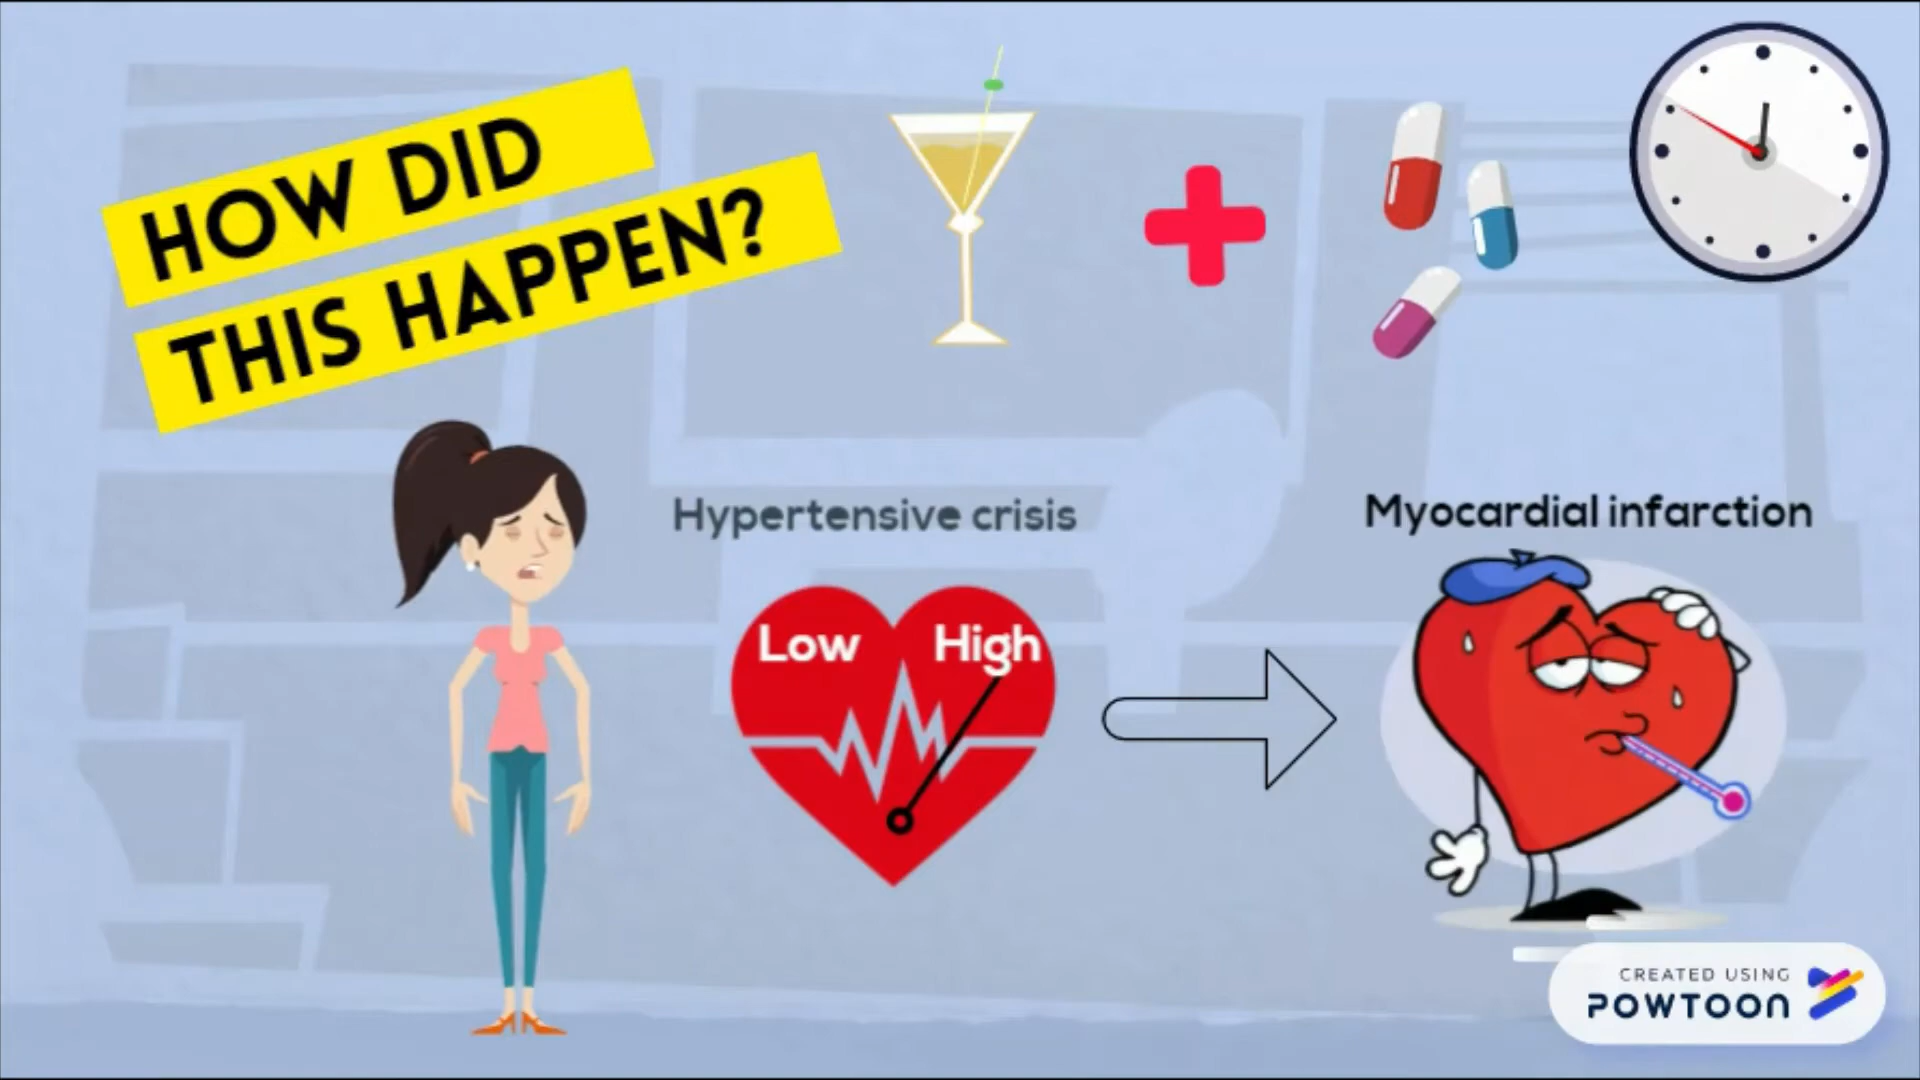 HOW DID
THIS HAPPEN?
Hypertensive crisis
Myocardial infarction
Low High
CREATED USING
POWTOON